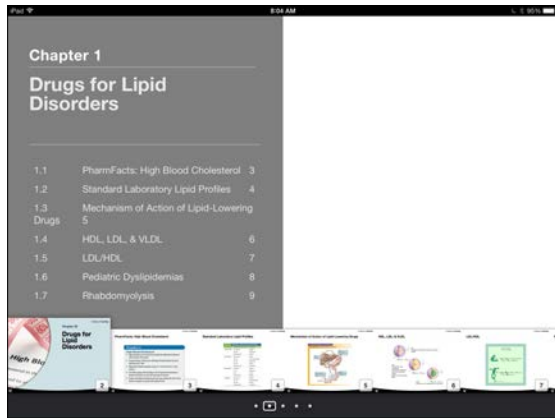 iPad
8:04 AM
95%
Chapter 1
Drugs for Lipid
Disorders
1.1 PharmFacts: High Blood Cholesterol 3
1.2 Standard Laboratory Lipid Profiles 4
1.3 Mechanism of Action of Lipid-Lowering
Drugs 5
1.4 HDL, LDL, & VLDL 6
1.5 LDL/HDL 7
1.6 Pediatric Dyslipidemias 8
1.7 Rhabdomyolysis 9
Drugs for
Lipid
Disorders
High Blo
2
PharmFacts: High Blood Cholesterol
3
Standard Laboratory Lipid Profiles
4
Mechanism of Action of Lipid-Lowering Drugs
5
HDL, LDL, & VLDL
6
LDL/HDL
7